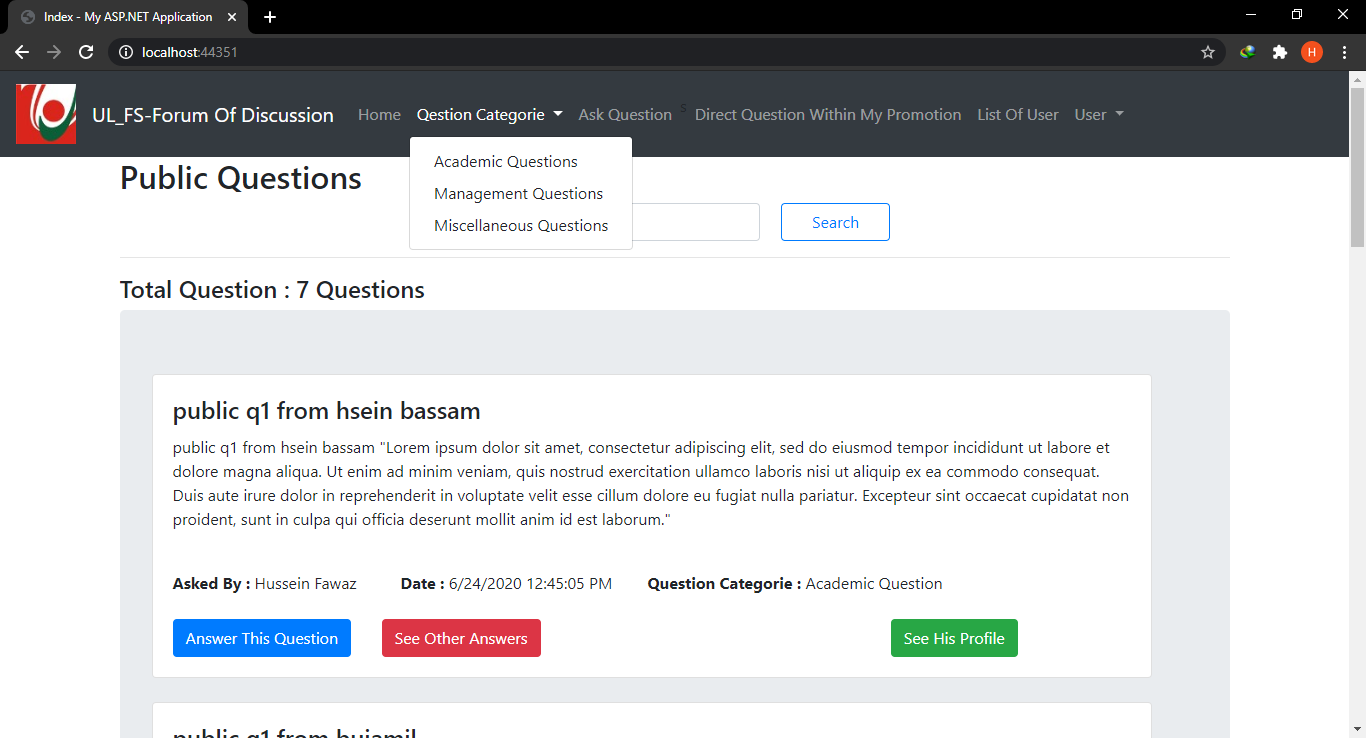 Index - My ASP.NET Application
localhost:44351
H
UL_FS-Forum Of Discussion Home Qestion Categorie Ask Question s Direct Question Within My Promotion List Of User User
Academic Questions
Management Questions
Miscellaneous Questions
Public Questions
Search
Total Question : 7 Questions
public q1 from hsein bassam
public q1 from hsein bassam "Lorem ipsum dolor sit amet, consectetur adipiscing elit, sed do eiusmod tempor incididunt ut labore et
dolore magna aliqua. Ut enim ad minim veniam, quis nostrud exercitation ullamco laboris nisi ut aliquip ex ea commodo consequat.
Duis aute irure dolor in reprehenderit in voluptate velit esse cillum dolore eu fugiat nulla pariatur. Excepteur sint occaecat cupidatat non
proident, sunt in culpa qui officia deserunt mollit anim id est laborum."
Asked By : Hussein Fawaz Date : 6/24/2020 12:45:05 PM Question Categorie : Academic Question
Answer This Question See Other Answers See His Profile
public q1 from hujamil